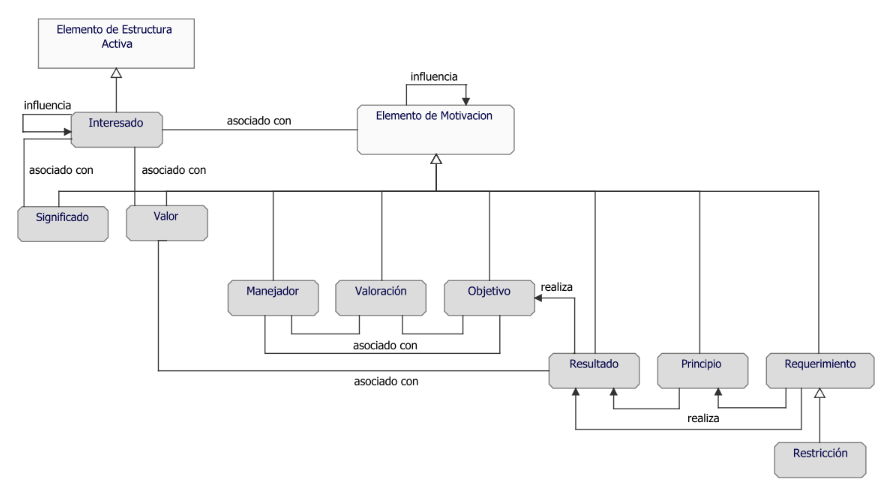 Elemento de Estructura
Activa
influencia
influencia
Interesado
asociado con
Elemento de Motivacion
asociado con
asociado con
Significado
Valor
Manejador
Valoración
Objetivo
realiza
asociado con
Resultado
Principio
Requerimiento
asociado con
realiza
Restricción